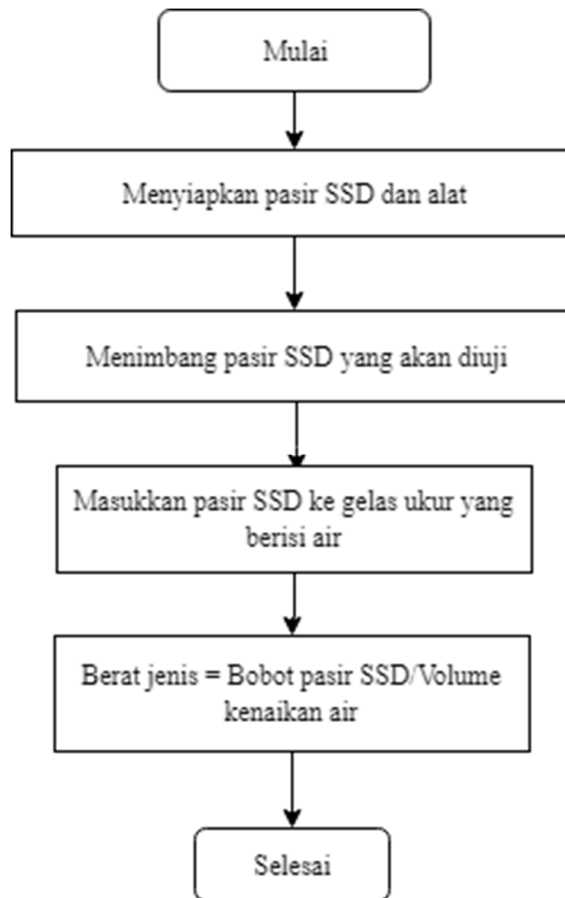 Mulai
Menyiapkan pasir SSD dan alat
Menimbang pasir SSD yang akan diuji
Masukkan pasir SSD ke gelas ukur yang
berisi air
Berat jenis = Bobot pasir SSD/Volume
kenaikan air
Selesai